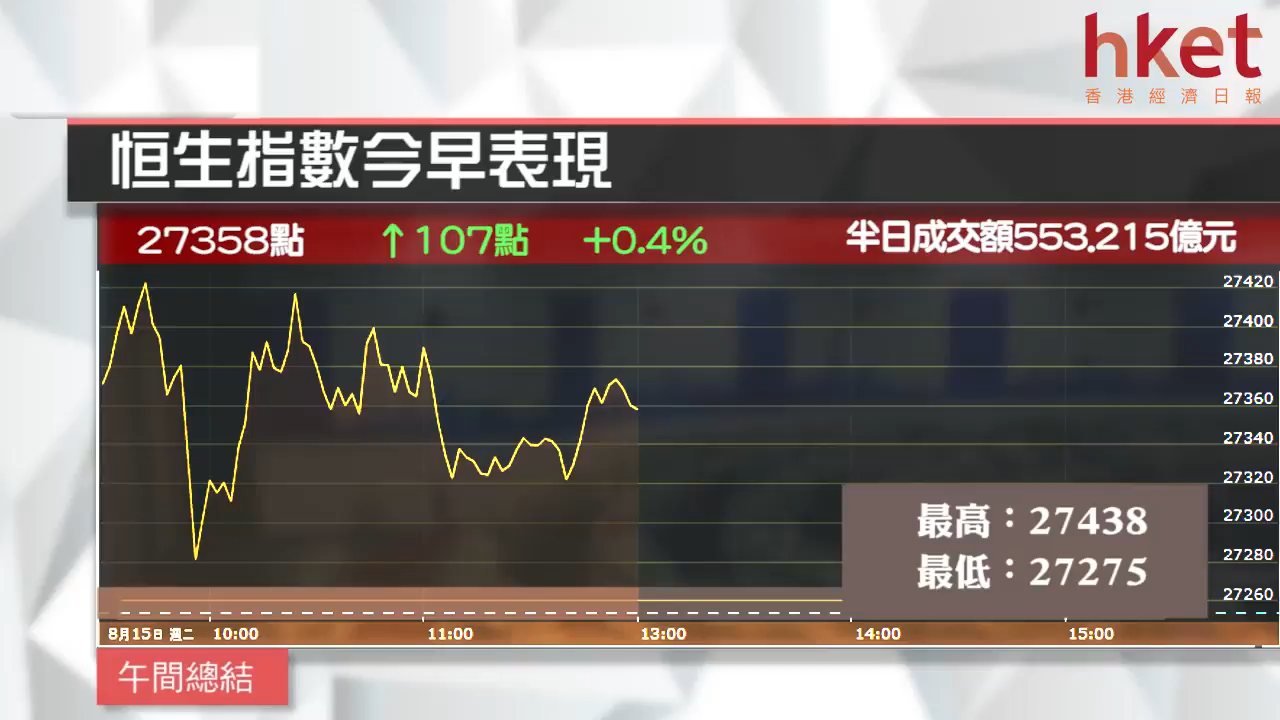 hket
香港經濟日報
恒生指數今早表現
27358點 ↑107點 +0.4% 半日成交額553.215億元
27420
27400
27380
27360
27340
27320
27300
27280
27260
最高：27438
最低：27275
8月15日 週二 10:00 11:00 13:00 14:00 15:00
午間總結